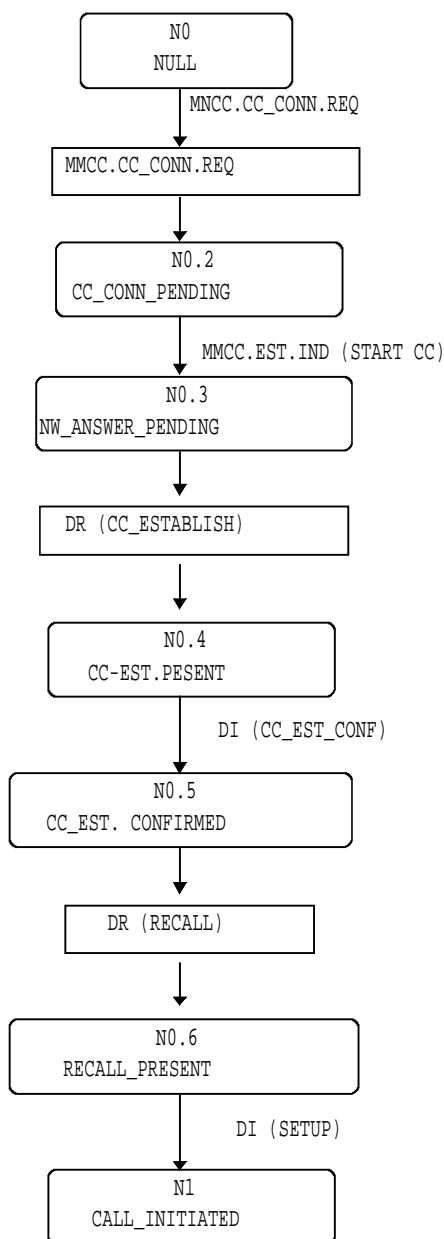 N0
NULL
MNCC.CC_CONN.REQ
MMCC.CC_CONN.REQ
N0.2
CC_CONN_PENDING
MMCC.EST.IND (START CC)
N0.3
NW_ANSWER_PENDING
DR (CC_ESTABLISH)
N0.4
CC-EST.PESENT
DI (CC_EST_CONF)
N0.5
CC_EST. CONFIRMED
DR (RECALL)
N0.6
RECALL_PRESENT
DI (SETUP)
N1
CALL_INITIATED